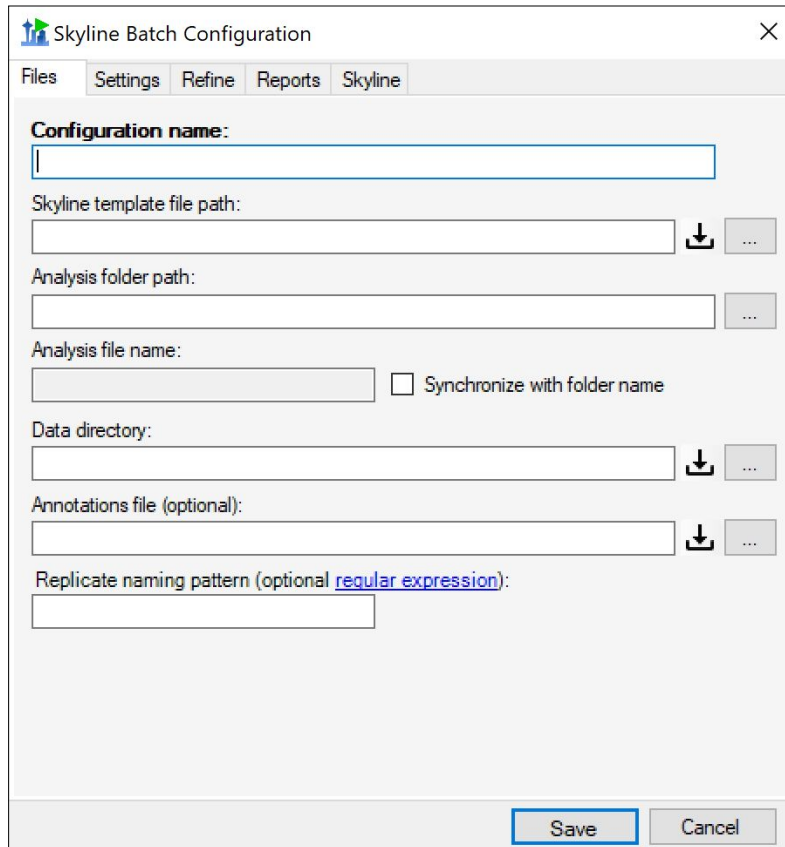 Skyline Batch Configuration
Files Settings Refine Reports Skyline
Configuration name:
Skyline template file path:
...
Analysis folder path:
...
Analysis file name:
Synchronize with folder name
Data directory:
...
Annotations file (optional):
...
Replicate naming pattern (optional regular expression):
Save Cancel